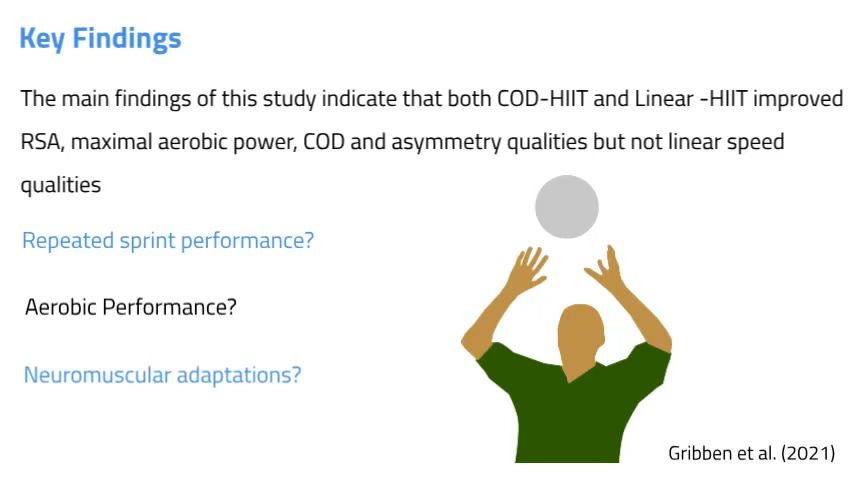 Key Findings
The main findings of this study indicate that both COD-HIIT and Linear -HIIT improved
RSA, maximal aerobic power, COD and asymmetry qualities but not linear speed
qualities
Repeated sprint performance?
Aerobic Performance?
Neuromuscular adaptations?
Gribben et al. (2021)